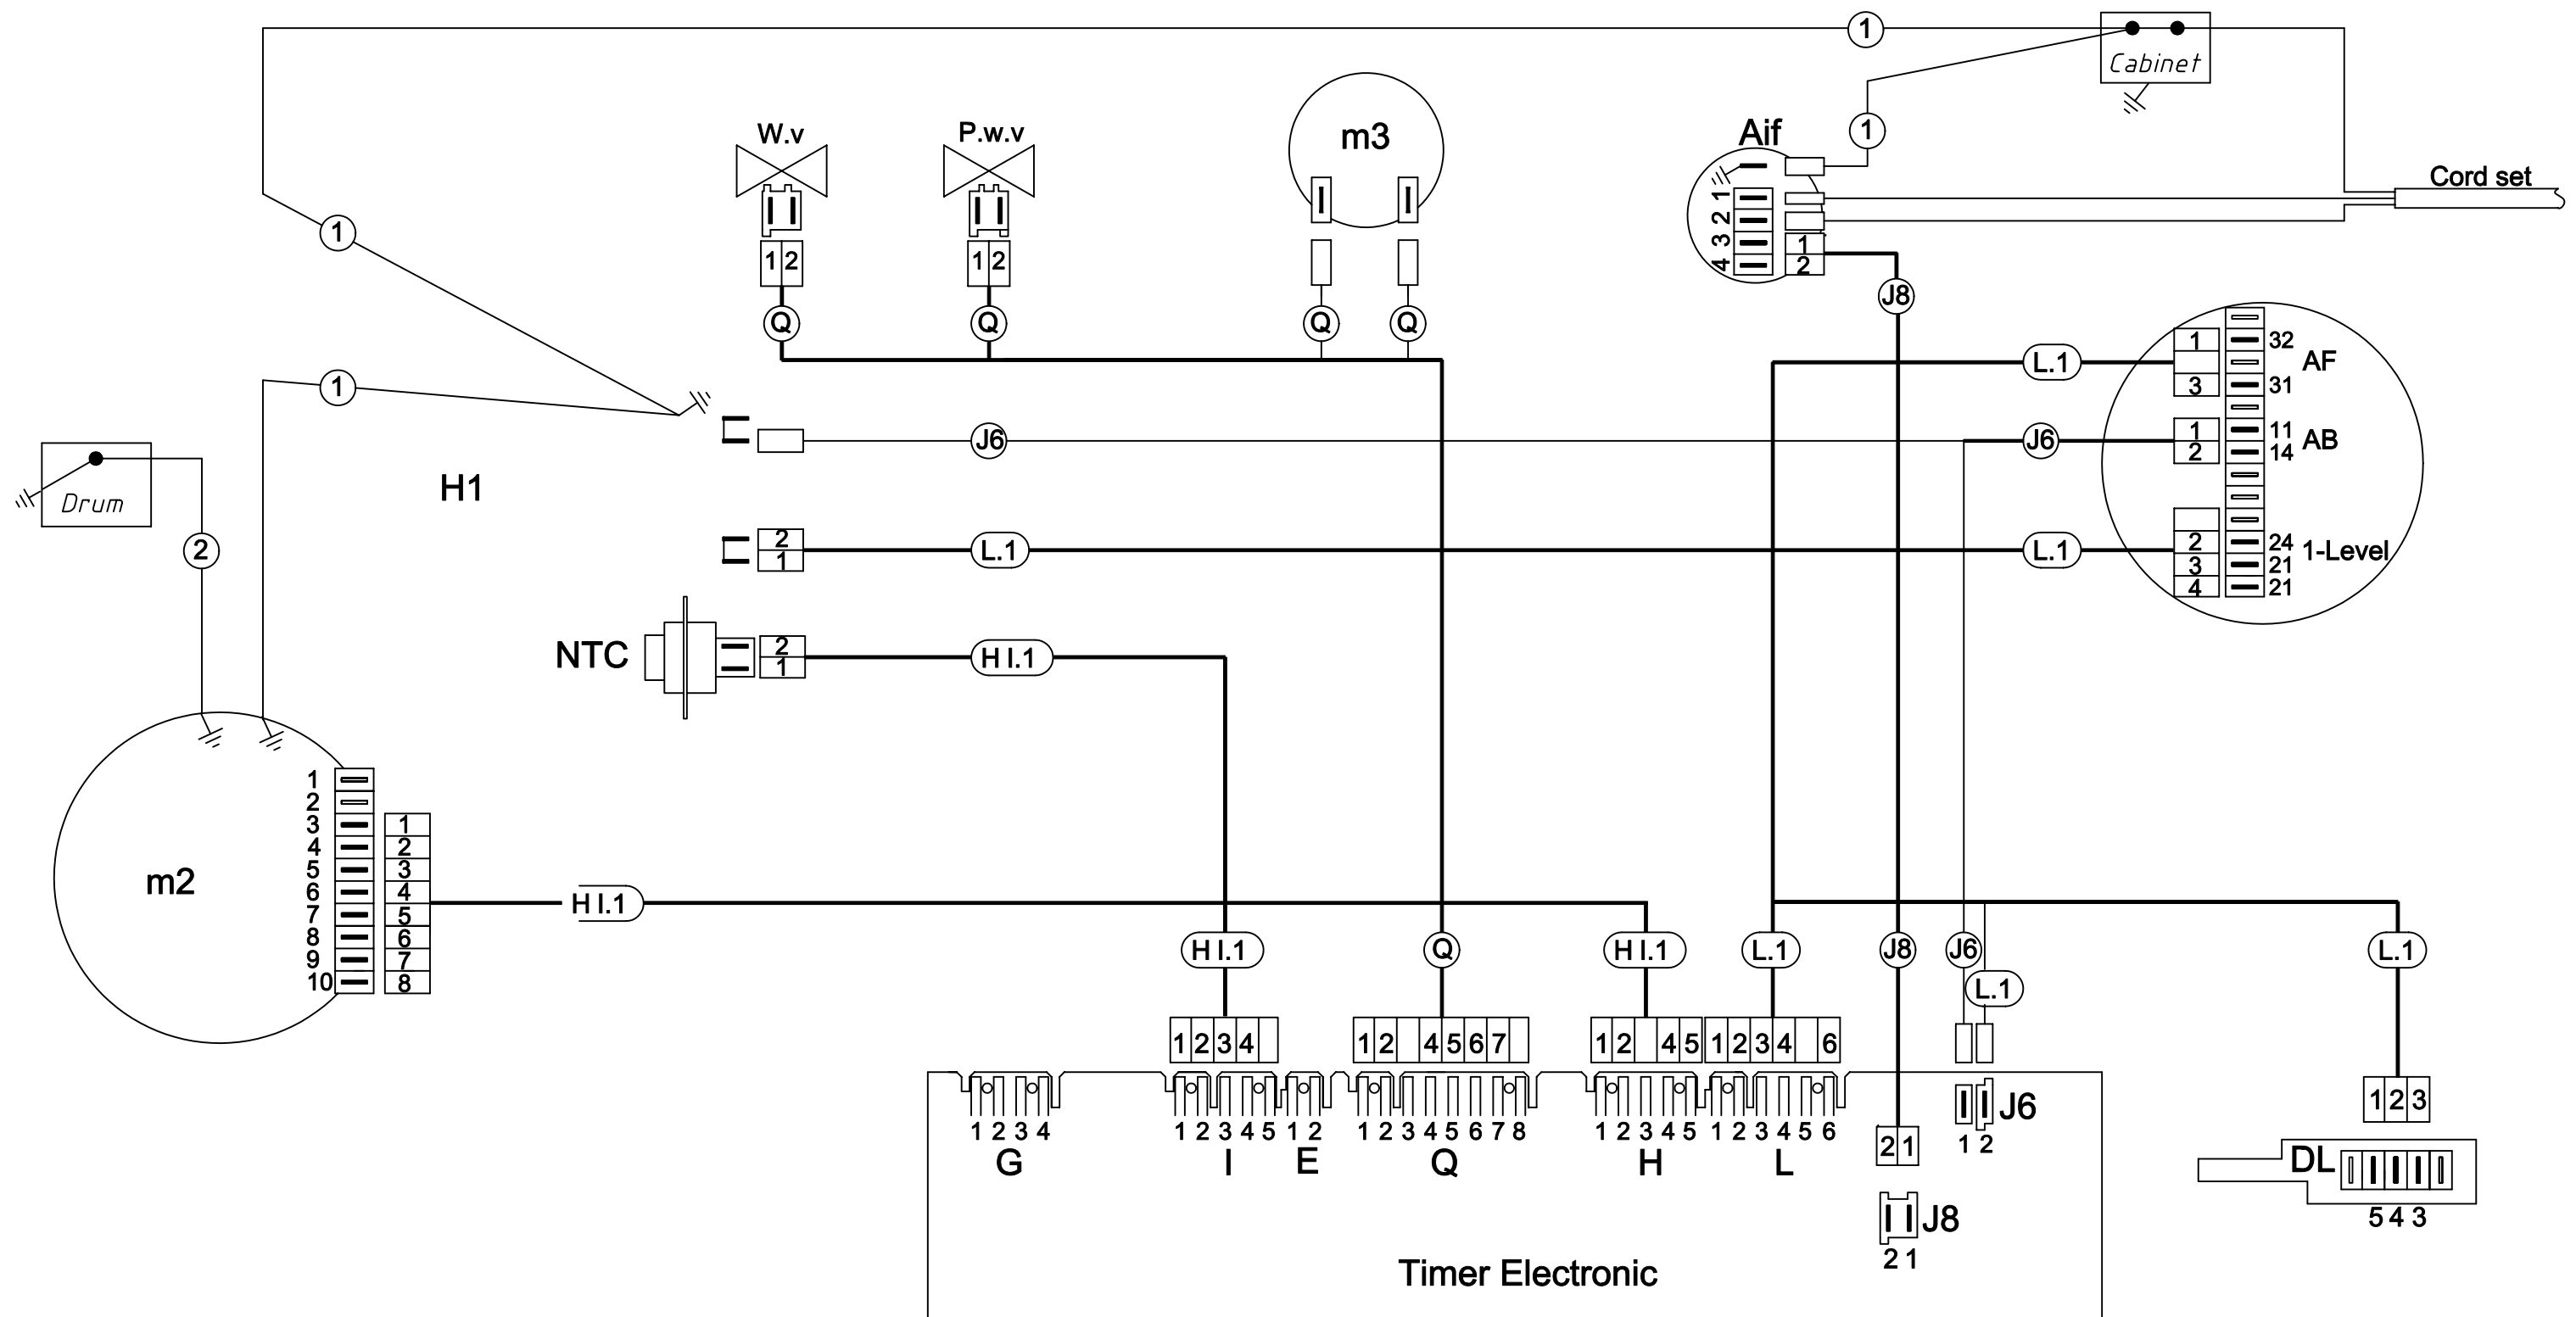 1
Cabinet
W.v
P.w.v
m3
Aif
1
Cord set
1 2 3 4
1
2
1 2
1 2
J8
Q
Q
Q
Q
1
1
L.1
1
3
32
31
AF
J6
J6
1
2
11
14
AB
Drum
H1
2
2
1
L.1
L.1
2
3
4
24
21
21
1-Level
NTC
2
1
H I.1
m2
1
2
3
4
5
6
7
8
9
10
1
2
3
4
5
6
7
8
H I.1
H I.1
Q
H I.1
L.1
J8
J6
L.1
L.1
1 2 3 4
1 2 4 5 6 7
1 2 4 5
1 2 3 4 6
1 2 3
1 2 3 4
1 2 3 4 5
1 2
1 2 3 4 5 6 7 8
1 2 3 4 5
1 2 3 4 5 6
2 1
J6
1 2
G
I
E
Q
H
L
DL
5 4 3
J8
2 1
Timer Electronic